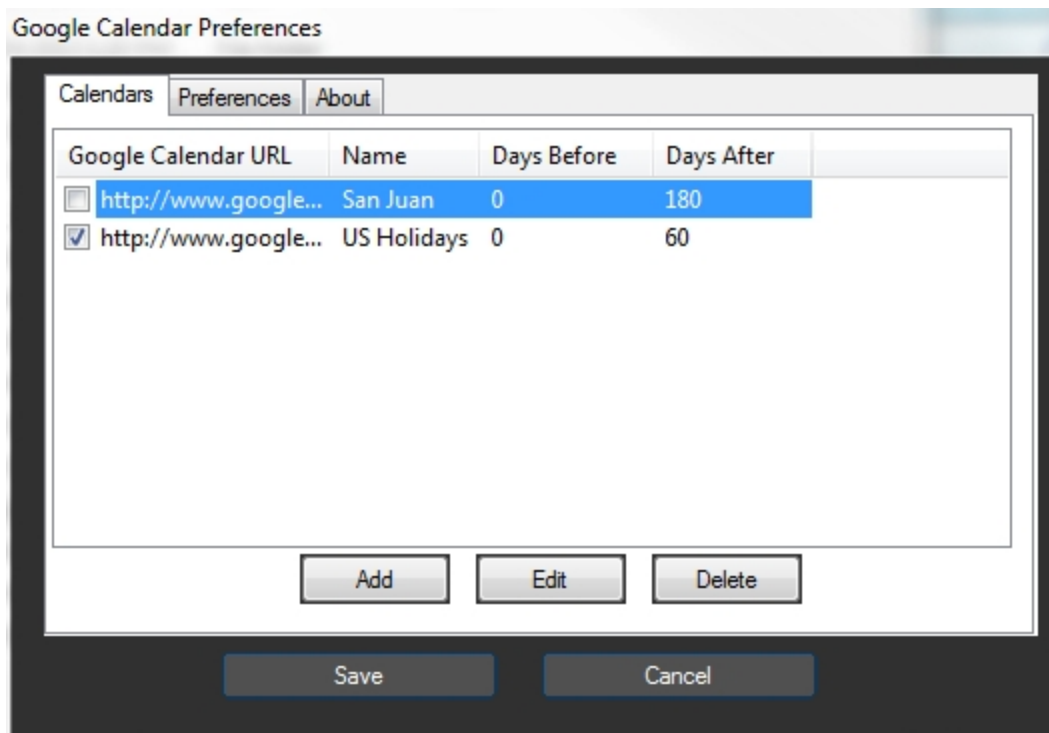 Google Calendar Preferences
Calendars Preferences About
Google Calendar URL Name Days Before Days After
http://www.google... San Juan 0 180
http://www.google... US Holidays 0 60
Add Edit Delete
Save Cancel